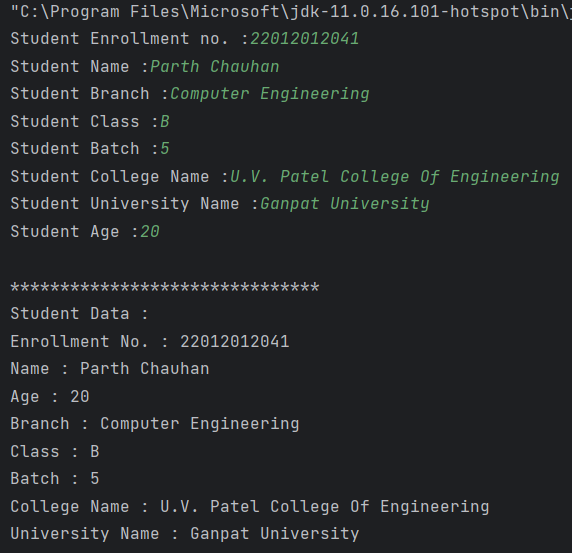 "C:\Program Files\Microsoft\jdk-11.0.16.101-hotspot\bin\j
Student Enrollment no. :22012012041
Student Name :Parth Chauhan
Student Branch :Computer Engineering
Student Class :B
Student Batch :5
Student College Name :U.V. Patel College Of Engineering
Student University Name :Ganpat University
Student Age :20
*******************************
Student Data :
Enrollment No. : 22012012041
Name : Parth Chauhan
Age : 20
Branch : Computer Engineering
Class : B
Batch : 5
College Name : U.V. Patel College Of Engineering
University Name : Ganpat University